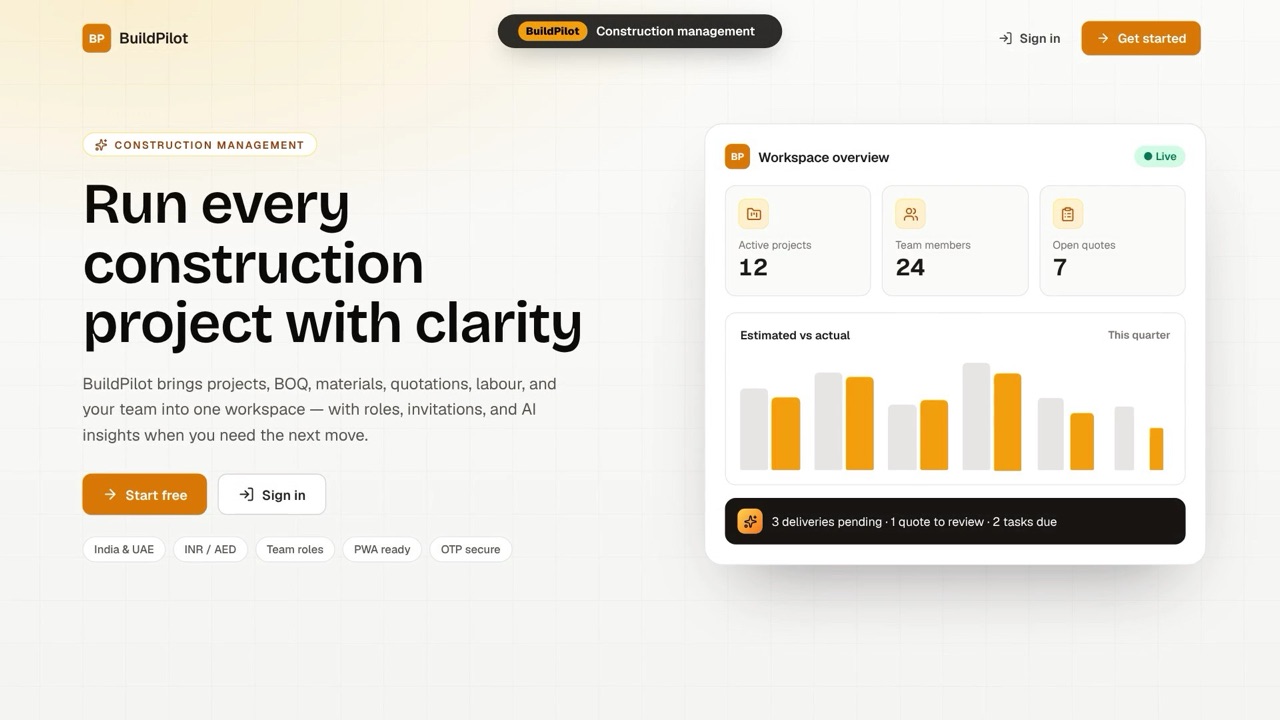 BP BuildPilot
BuildPilot Construction management
Sign in
Get started
CONSTRUCTION MANAGEMENT
Run every
construction
project with clarity
BuildPilot brings projects, BOQ, materials, quotations, labour, and
your team into one workspace — with roles, invitations, and AI
insights when you need the next move.
Start free
Sign in
India & UAE
INR / AED
Team roles
PWA ready
OTP secure
BP Workspace overview
Live
Active projects
12
Team members
24
Open quotes
7
Estimated vs actual
This quarter
3 deliveries pending · 1 quote to review · 2 tasks due